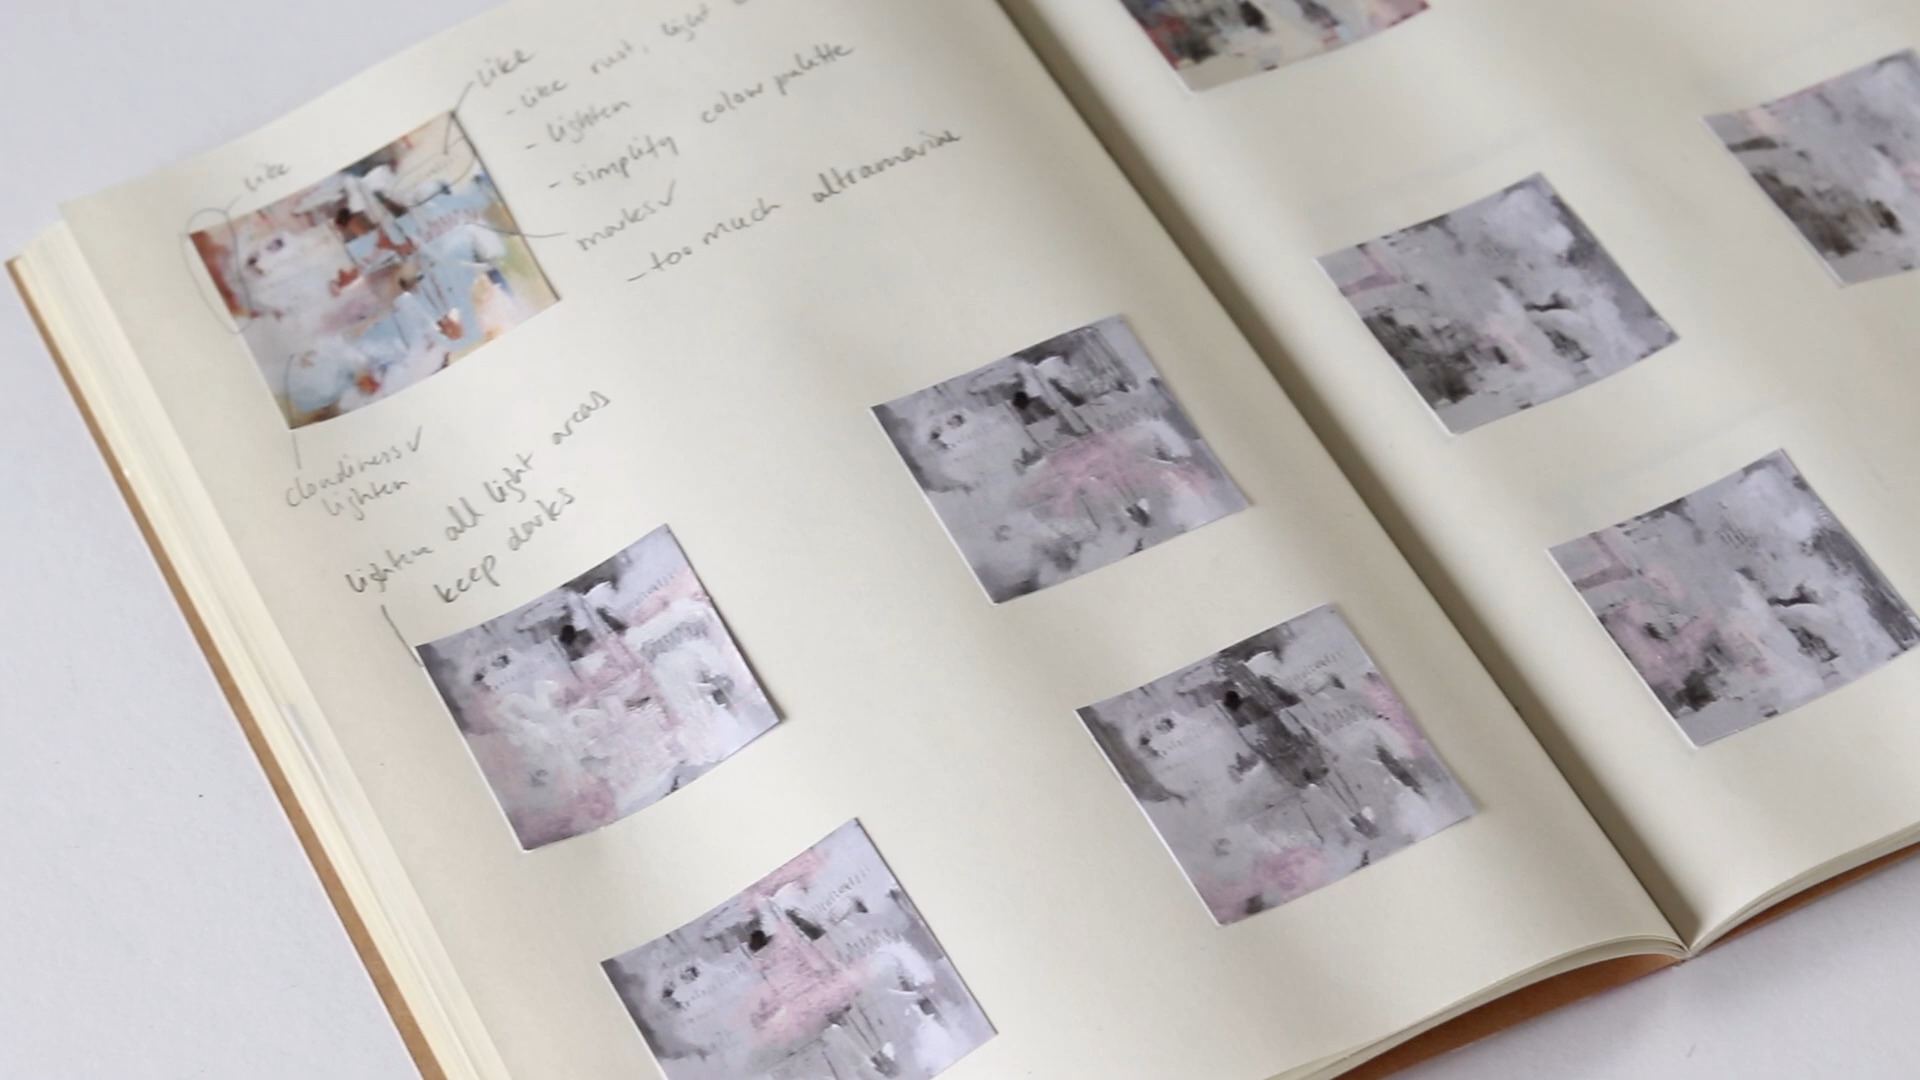 like
like
- like rust, light
- lighten
- simplify colour palette
marks✓
- too much ultramarine
cloudiness✓
lighten
lighten all light areas
keep darks